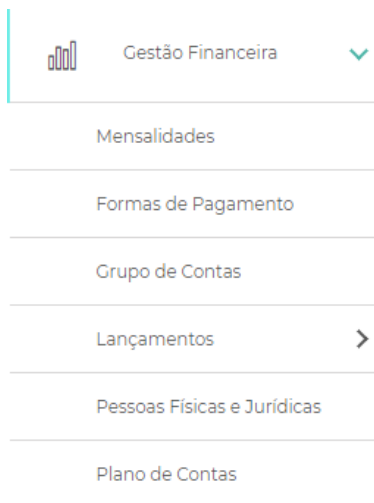 Gestão Financeira
Mensalidades
Formas de Pagamento
Grupo de Contas
Lançamentos
Pessoas Físicas e Jurídicas
Plano de Contas